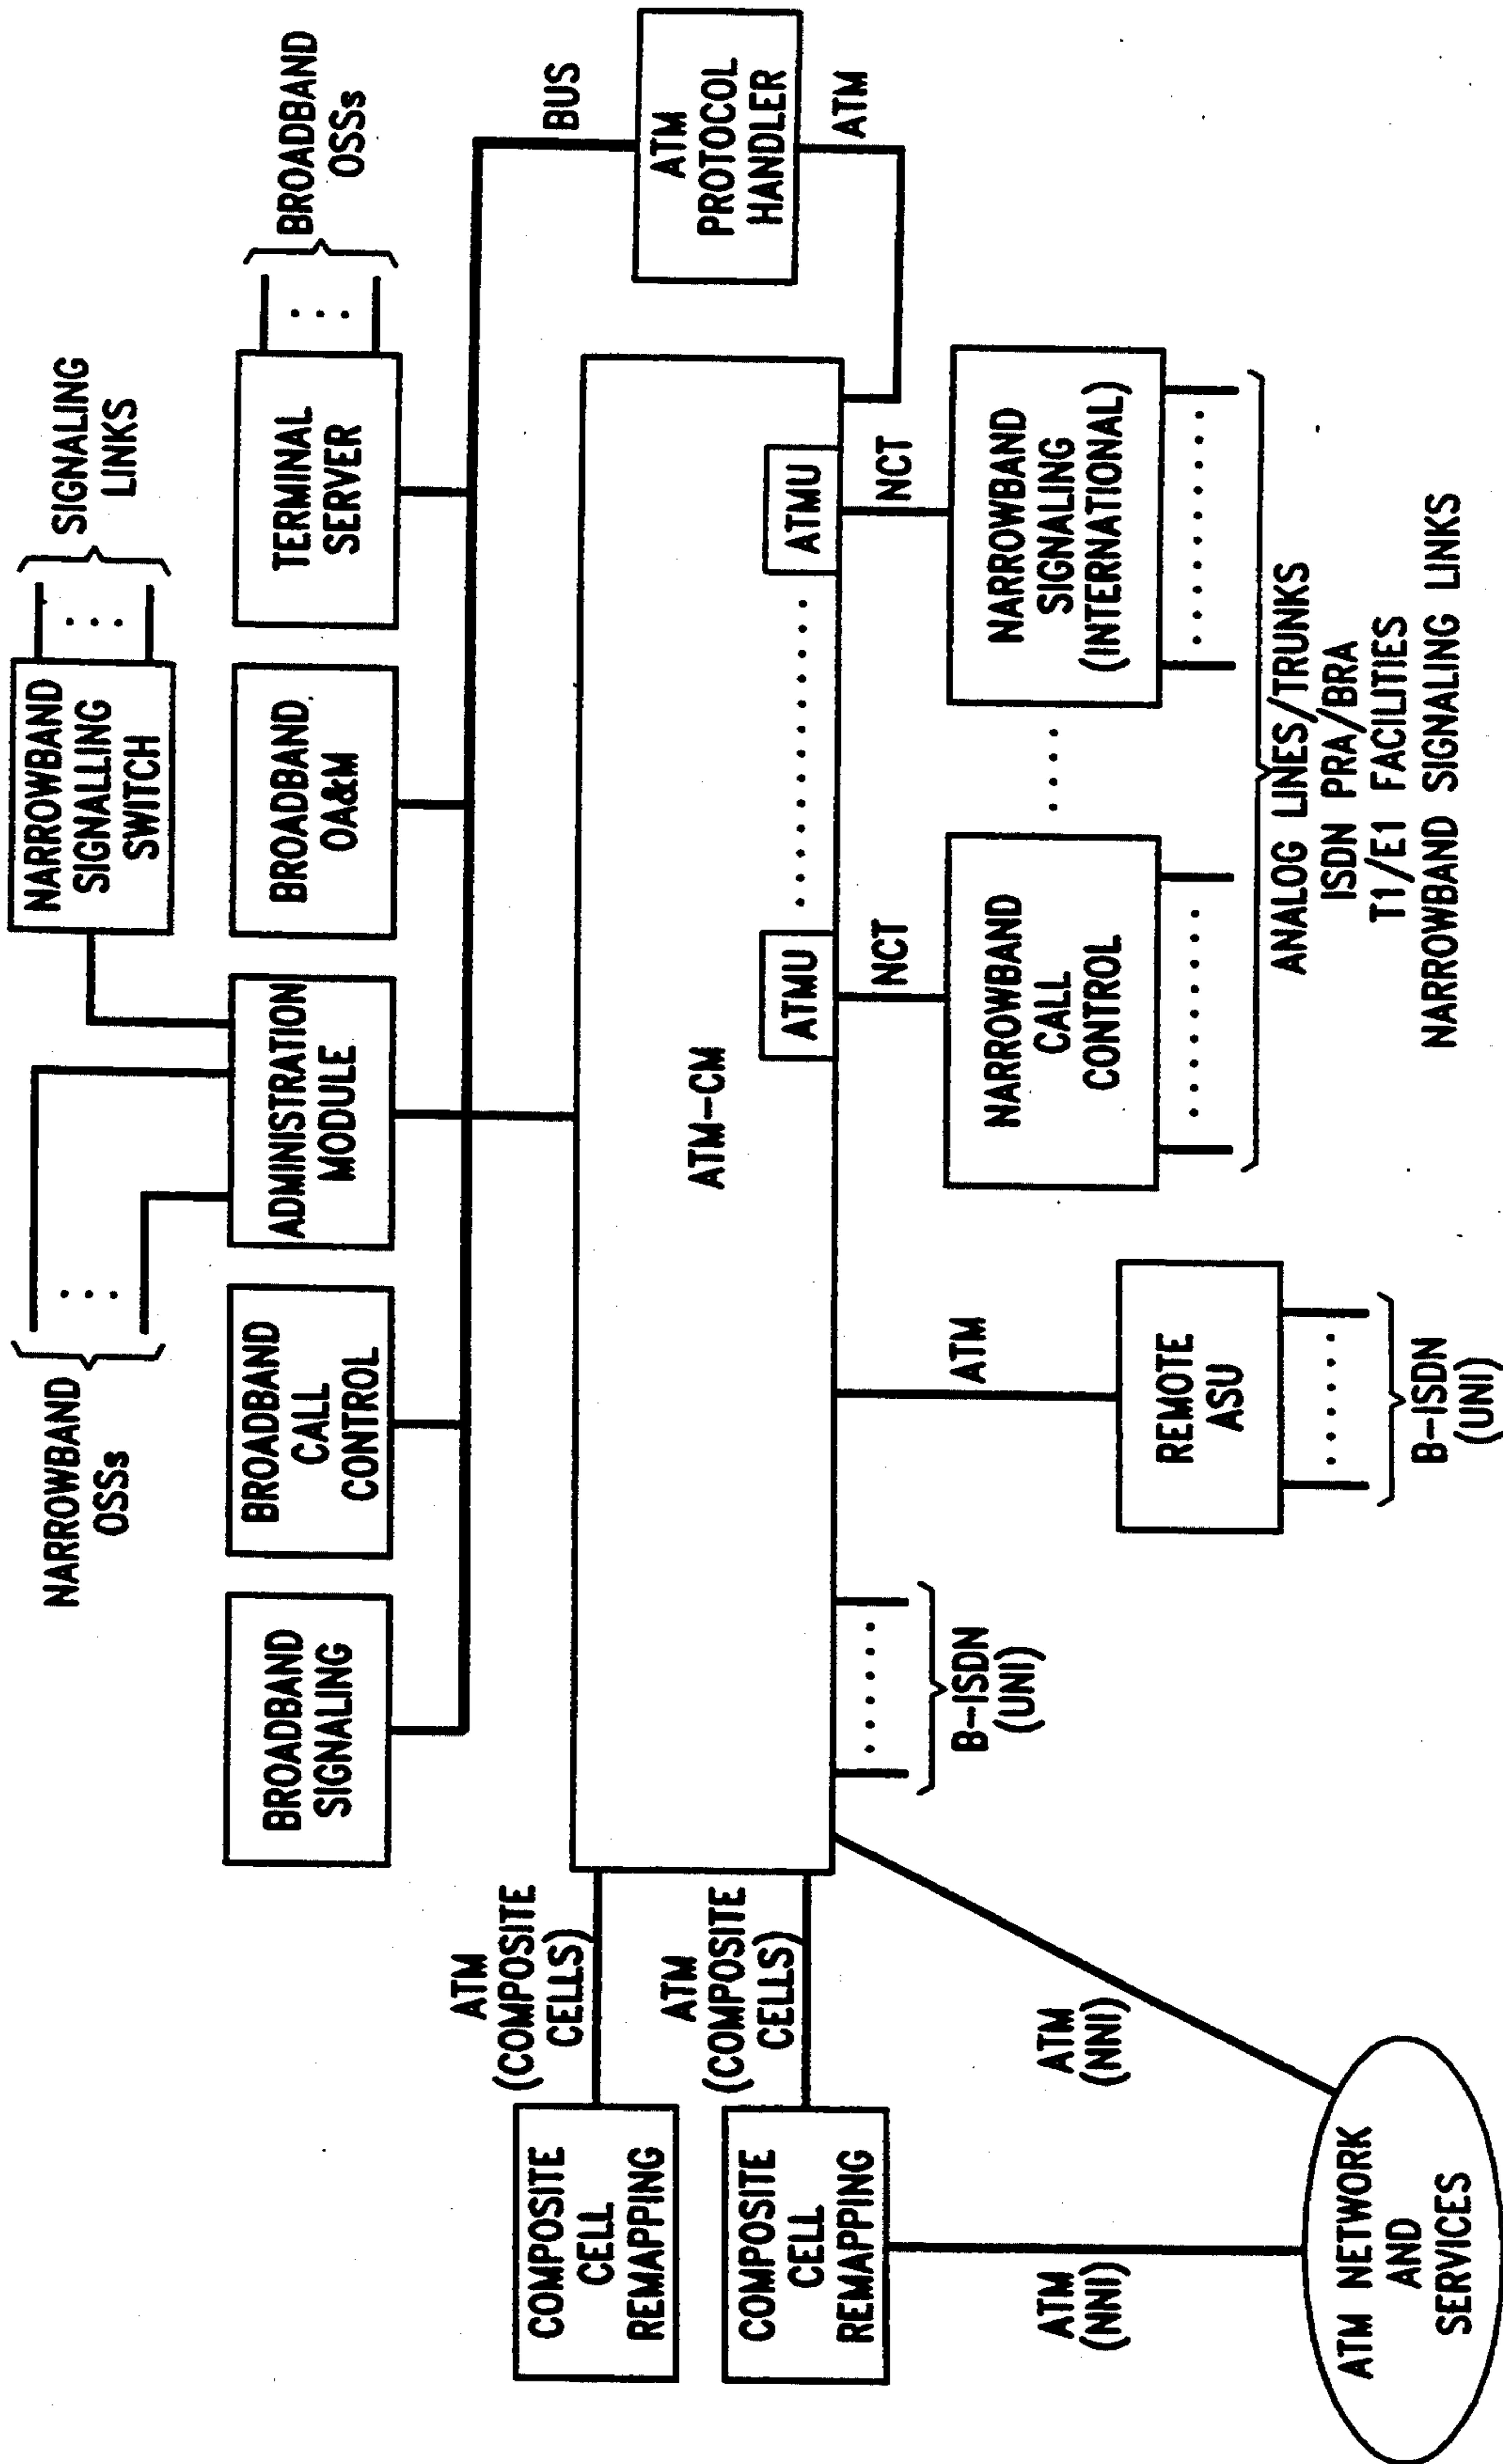 NARROWBAND
OSSs
NARROWBAND
SIGNALLING
SWITCH
SIGNALING
LINKS
BROADBAND
SIGNALING
BROADBAND
CALL
CONTROL
ADMINISTRATION
MODULE
BROADBAND
OA&M
TERMINAL
SERVER
BROADBAND
OSSs
BUS
ATM
PROTOCOL
HANDLER
ATM
ATM
(COMPOSITE
CELLS)
ATM
(COMPOSITE
CELLS)
COMPOSITE
CELL
REMAPPING
COMPOSITE
CELL
REMAPPING
ATM-CM
ATMU
ATMU
NCT
NCT
NARROWBAND
CALL
CONTROL
NARROWBAND
SIGNALING
(INTERNATIONAL)
B-ISDN
(UNI)
ATM
REMOTE
ASU
B-ISDN
(UNI)
ANALOG LINES/TRUNKS
ISDN PRA/BRA
T1/E1 FACILITIES
NARROWBAND SIGNALING LINKS
ATM
(NNI)
ATM
(NNI)
ATM NETWORK
AND
SERVICES